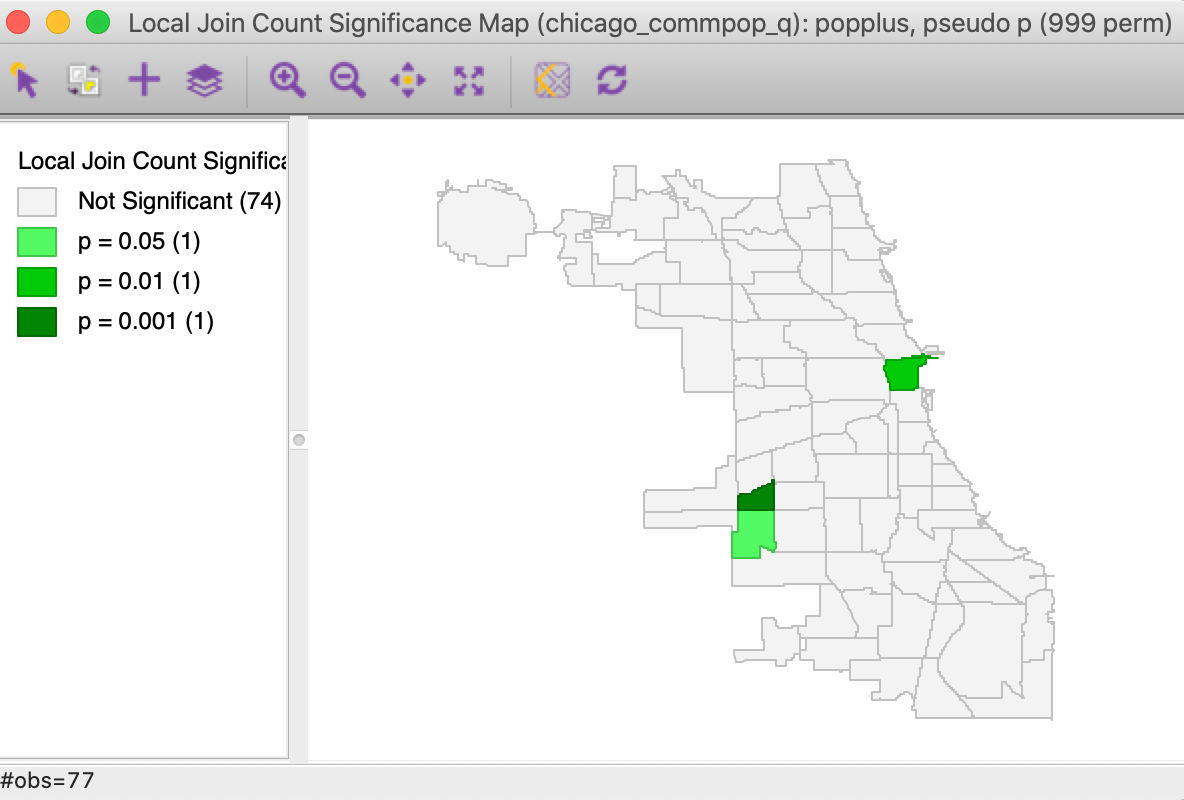 Local Join Count Significance Map (chicago_commpop_q): popplus, pseudo p (999 perm)
Local Join Count Significa
Not Significant (74)
p = 0.05 (1)
p = 0.01 (1)
p = 0.001 (1)
#obs=77